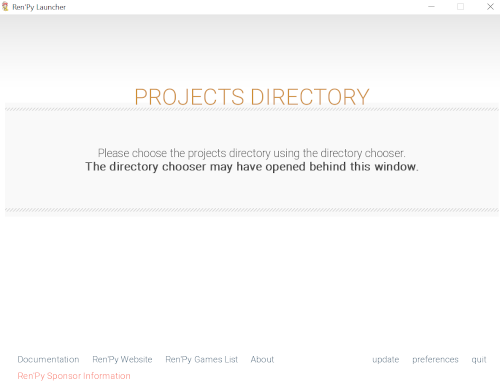 Ren'Py Launcher
PROJECTS DIRECTORY
Please choose the projects directory using the directory chooser.
The directory chooser may have opened behind this window.
Documentation Ren'Py Website Ren'Py Games List About update preferences quit
Ren'Py Sponsor Information